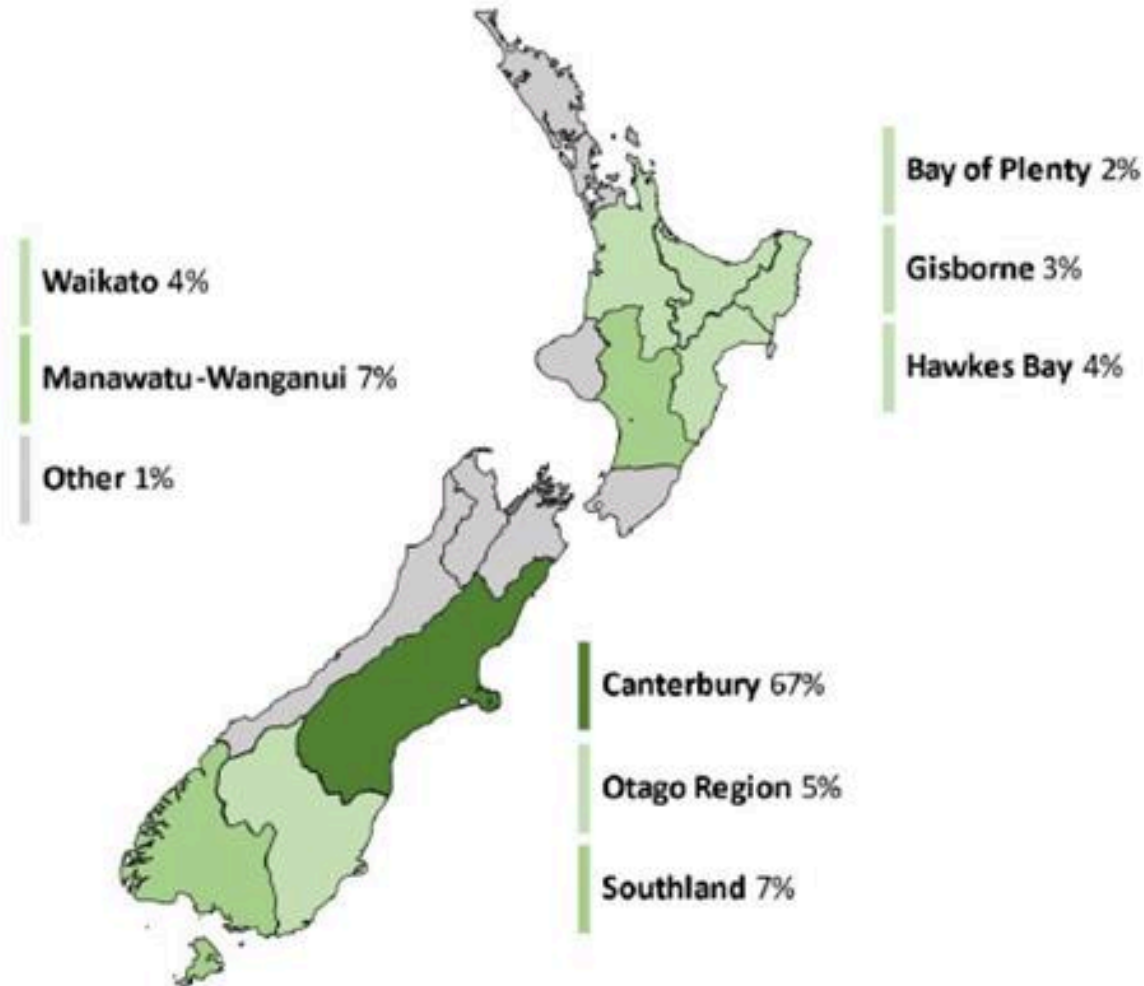 Waikato 4%
Manawatu-Wanganui 7%
Other 1%
Bay of Plenty 2%
Gisborne 3%
Hawkes Bay 4%
Canterbury 67%
Otago Region 5%
Southland 7%